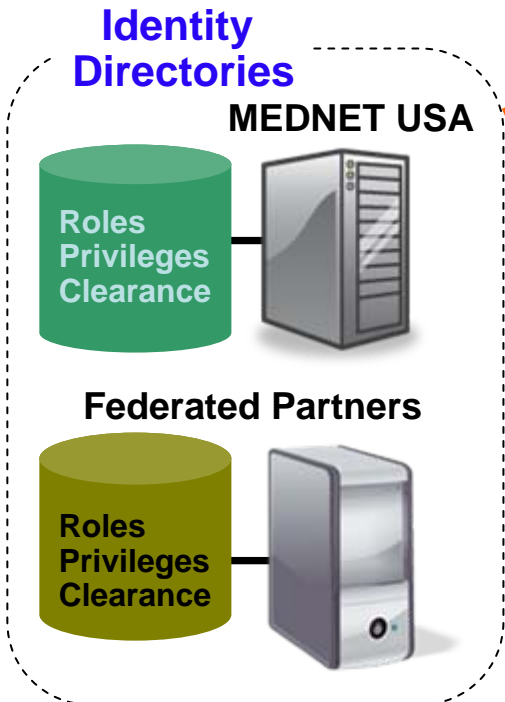 Identity
Directories
MEDNET USA
Roles
Privileges
Clearance
Federated Partners
Roles
Privileges
Clearance